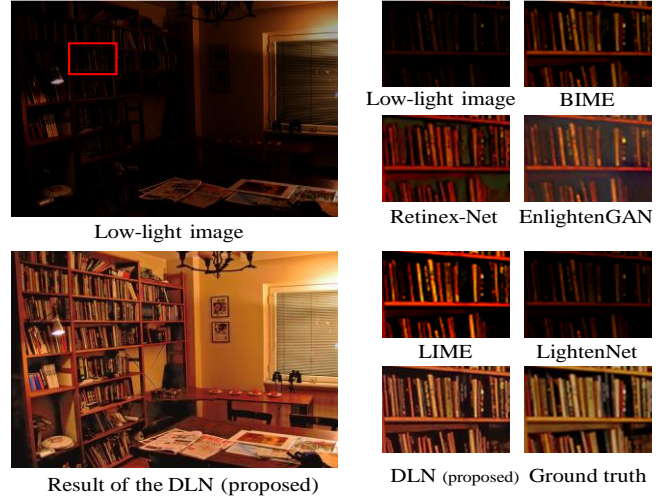 Low-light image
Low-light image BIME
Retinex-Net EnlightenGAN
Result of the DLN (proposed)
LIME LightenNet
DLN (proposed) Ground truth